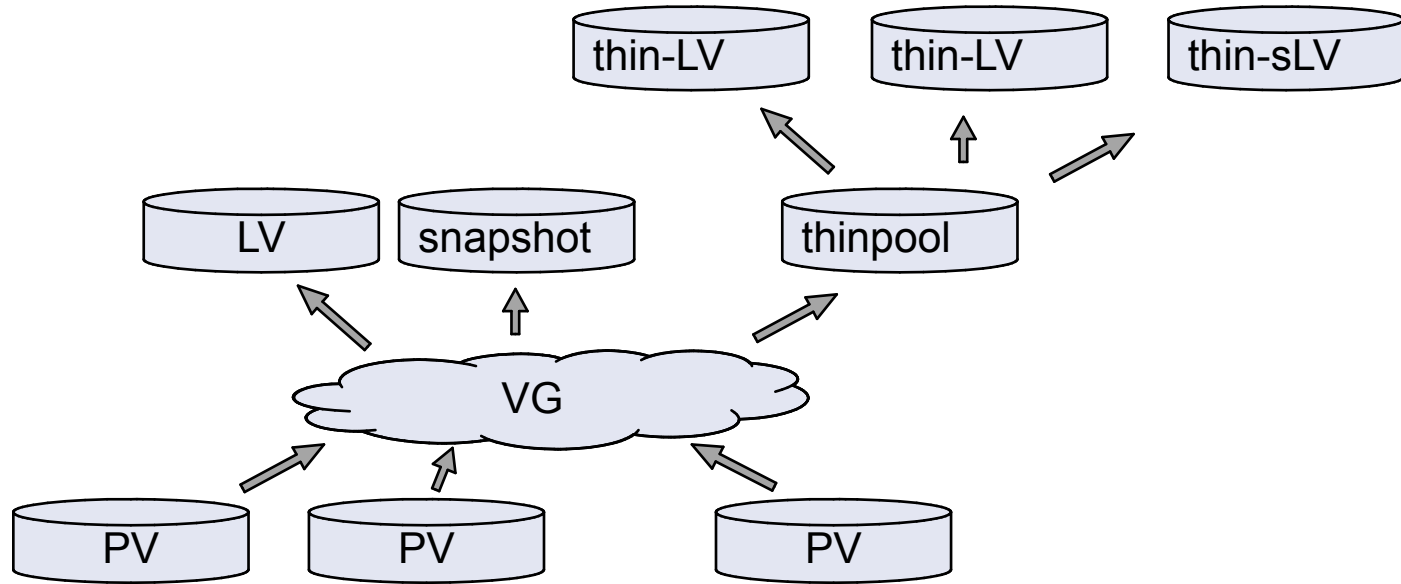 thin-LV
thin-LV
thin-sLV
LV
snapshot
thinpool
VG
PV
PV
PV